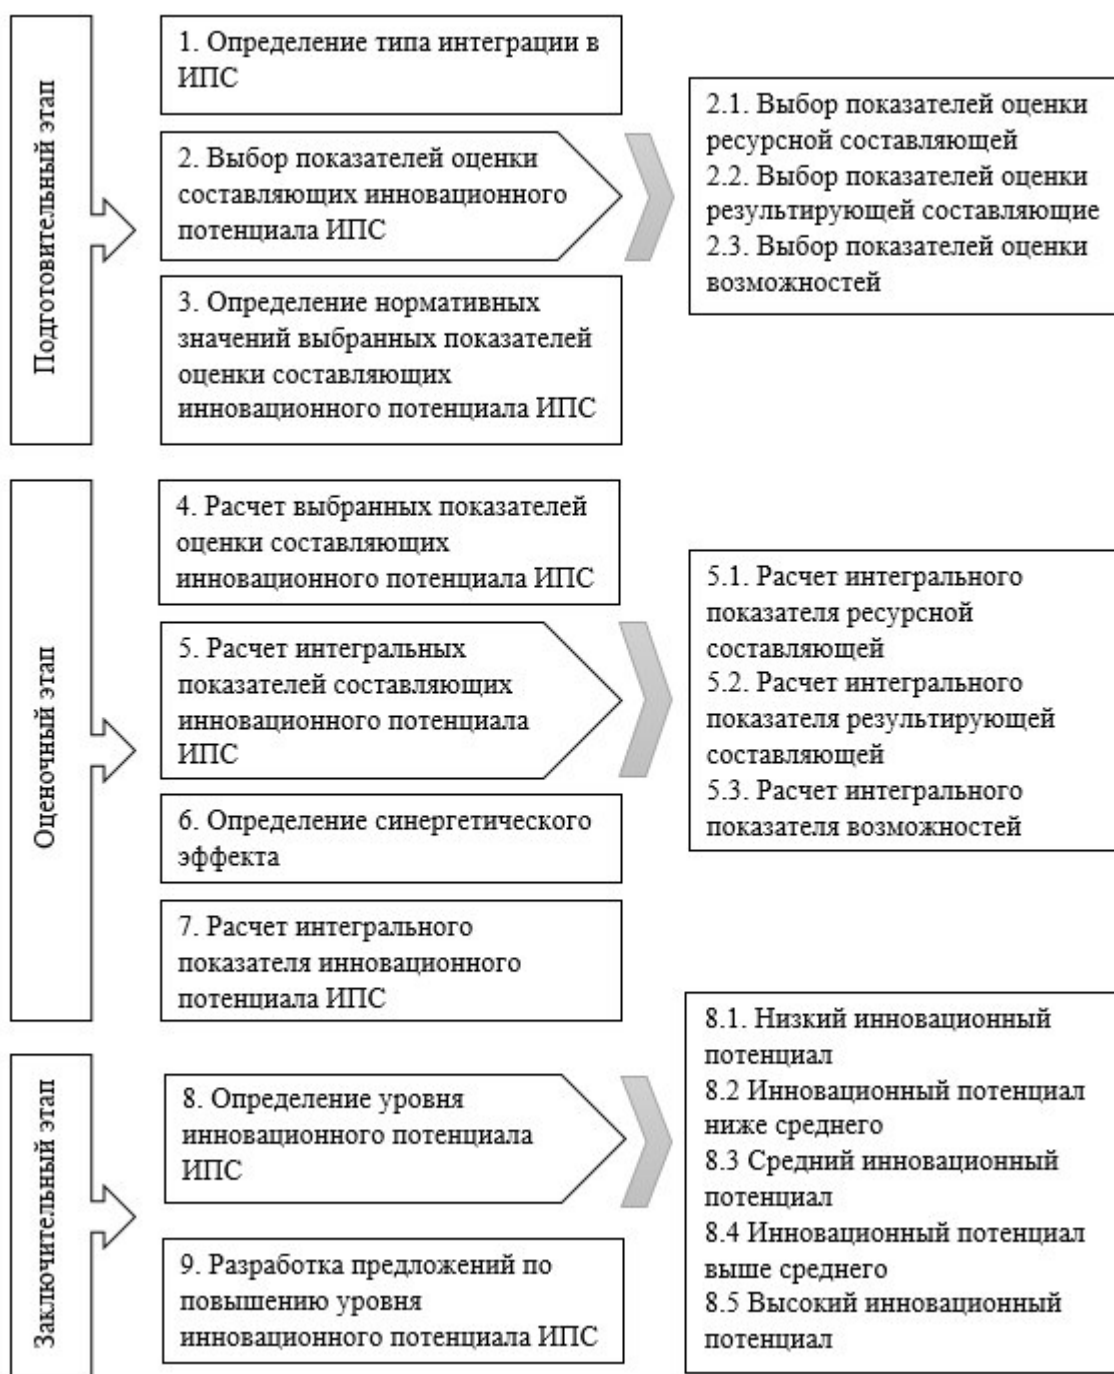 Подготовительный этап
1. Определение типа интеграции в
ИПС
2. Выбор показателей оценки
составляющих инновационного
потенциала ИПС
3. Определение нормативных
значений выбранных показателей
оценки составляющих
инновационного потенциала ИПС
2.1. Выбор показателей оценки
ресурсной составляющей
2.2. Выбор показателей оценки
результирующей составляющие
2.3. Выбор показателей оценки
возможностей
Оценочный этап
4. Расчет выбранных показателей
оценки составляющих
инновационного потенциала ИПС
5. Расчет интегральных
показателей составляющих
инновационного потенциала
ИПС
6. Определение синергетического
эффекта
7. Расчет интегрального
показателя инновационного
потенциала ИПС
5.1. Расчет интегрального
показателя ресурсной
составляющей
5.2. Расчет интегрального
показателя результирующей
составляющей
5.3. Расчет интегрального
показателя возможностей
Заключительный этап
8. Определение уровня
инновационного потенциала
ИПС
9. Разработка предложений по
повышению уровня
инновационного потенциала ИПС
8.1. Низкий инновационный
потенциал
8.2 Инновационный потенциал
ниже среднего
8.3 Средний инновационный
потенциал
8.4 Инновационный потенциал
выше среднего
8.5 Высокий инновационный
потенциал